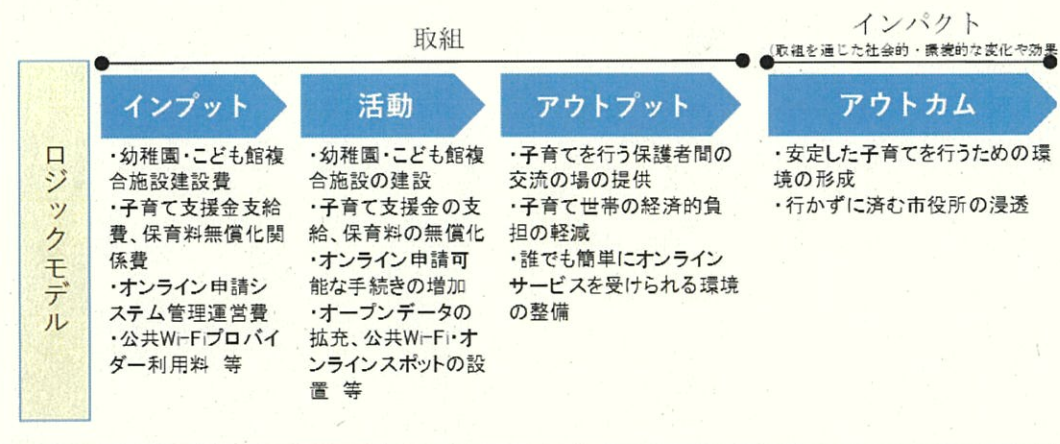 取組
インパクト
(取組を通じた社会的・環境的な変化や効果
ロジックモデル
インプット
・幼稚園・こども館複
合施設建設費
・子育て支援金支給
費、保育料無償化関
係費
・オンライン申請シ
ステム管理運営費
・公共Wi-Fiプロバイ
ダー利用料 等
活動
・幼稚園・こども館複
合施設の建設
・子育て支援金の支
給、保育料の無償化
・オンライン申請可
能な手続きの増加
・オープンデータの
拡充、公共Wi-Fi・オ
ンラインスポットの設
置 等
アウトプット
・子育てを行う保護者間の
交流の場の提供
・子育て世帯の経済的負
担の軽減
・誰でも簡単にオンライン
サービスを受けられる環境
の整備
アウトカム
・安定した子育てを行うための環
境の形成
・行かずに済む市役所の浸透